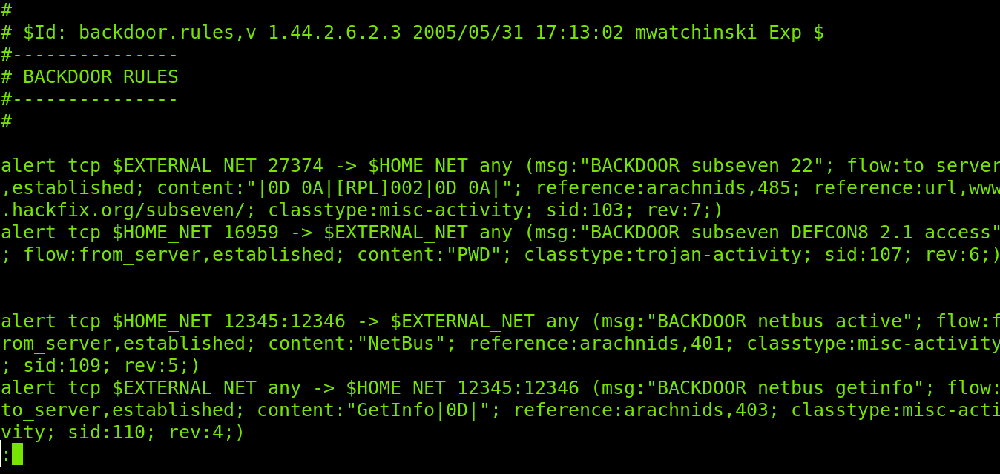 #
# $Id: backdoor.rules,v 1.44.2.6.2.3 2005/05/31 17:13:02 mwatchinski Exp $
#---------------
# BACKDOOR RULES
#---------------
#
alert tcp $EXTERNAL_NET 27374 -> $HOME_NET any (msg:"BACKDOOR subseven 22"; flow:to_server
,established; content:"|0D 0A|[RPL]002|0D 0A|"; reference:arachnids,485; reference:url,www
.hackfix.org/subseven/; classtype:misc-activity; sid:103; rev:7;)
alert tcp $HOME_NET 16959 -> $EXTERNAL_NET any (msg:"BACKDOOR subseven DEFCON8 2.1 access"
; flow:from_server,established; content:"PWD"; classtype:trojan-activity; sid:107; rev:6;)
alert tcp $HOME_NET 12345:12346 -> $EXTERNAL_NET any (msg:"BACKDOOR netbus active"; flow:f
rom_server,established; content:"NetBus"; reference:arachnids,401; classtype:misc-activity
; sid:109; rev:5;)
alert tcp $EXTERNAL_NET any -> $HOME_NET 12345:12346 (msg:"BACKDOOR netbus getinfo"; flow:
to_server,established; content:"GetInfo|0D|"; reference:arachnids,403; classtype:misc-acti
vity; sid:110; rev:4;)
: